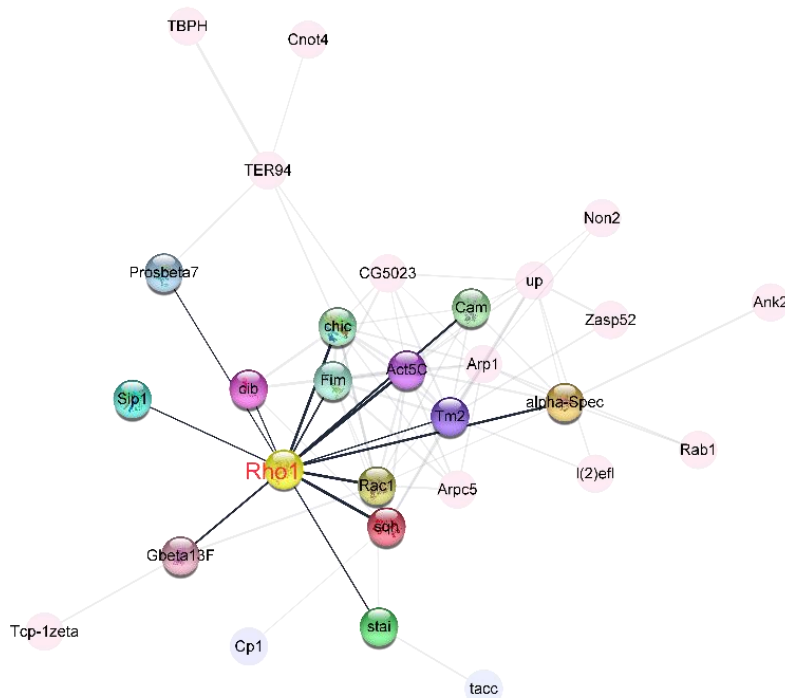 TBPH
Cnot4
TER94
Non2
Prosbeta7
CG5023
up
Ank2
Cam
Zasp52
chic
Arp1
Act5C
Fim
dib
Slp1
alpha-Spec
Tm2
Rab1
Rho1
l(2)efl
Rac1
Arpc5
sqh
Gbeta13F
stai
Tcp-1zeta
Cp1
tacc